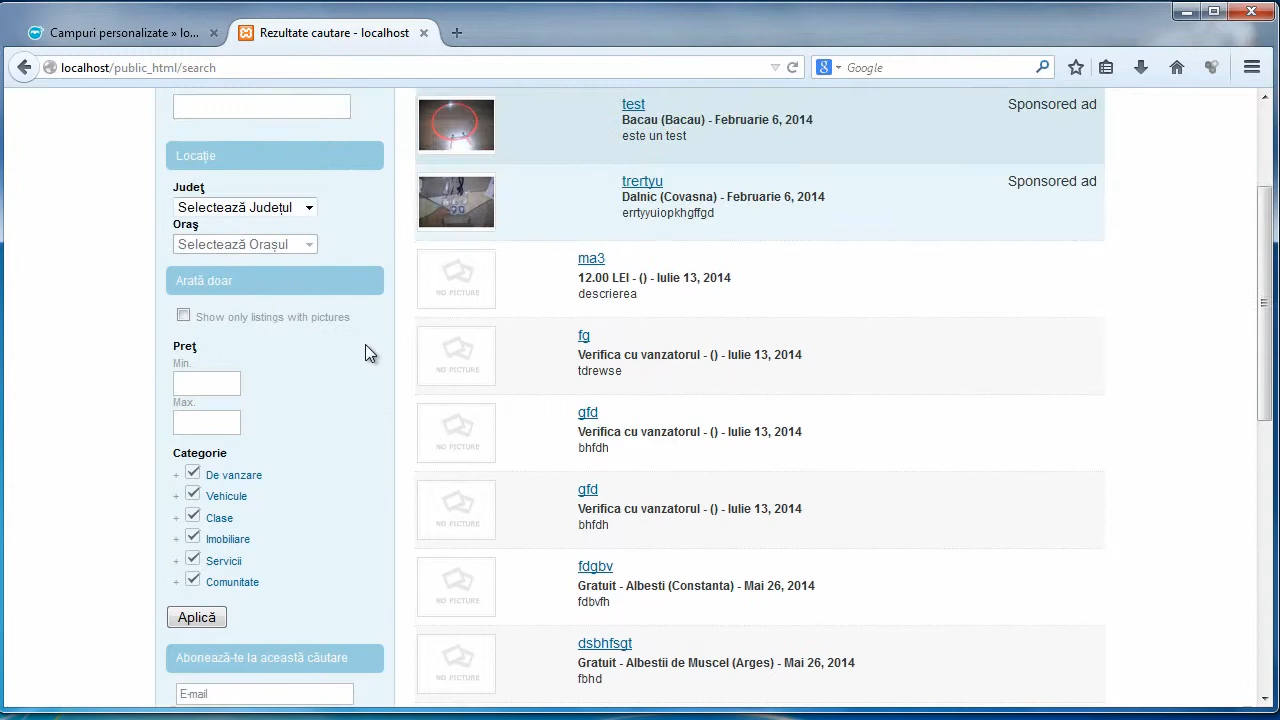 Campuri personalizate » lo...
Rezultate cautare - localhost
localhost/public_html/search
Google
Locație
Judeţ
Selectează Județul
Oraş
Selectează Orașul
Arată doar
Show only listings with pictures
Preţ
Min.
Max.
Categorie
+ De vanzare
+ Vehicule
+ Clase
+ Imobiliare
+ Servicii
+ Comunitate
Aplică
Abonează-te la această căutare
E-mail
test
Sponsored ad
Bacau (Bacau) - Februarie 6, 2014
este un test
trertyu
Sponsored ad
Dalnic (Covasna) - Februarie 6, 2014
errtyyuiopkhgffgd
NO PICTURE
ma3
12.00 LEI - () - Iulie 13, 2014
descrierea
NO PICTURE
fg
Verifica cu vanzatorul - () - Iulie 13, 2014
tdrewse
NO PICTURE
gfd
Verifica cu vanzatorul - () - Iulie 13, 2014
bhfdh
NO PICTURE
gfd
Verifica cu vanzatorul - () - Iulie 13, 2014
bhfdh
NO PICTURE
fdgbv
Gratuit - Albesti (Constanta) - Mai 26, 2014
fdbvfh
NO PICTURE
dsbhfsgt
Gratuit - Albestii de Muscel (Arges) - Mai 26, 2014
fbhd
NO PICTURE